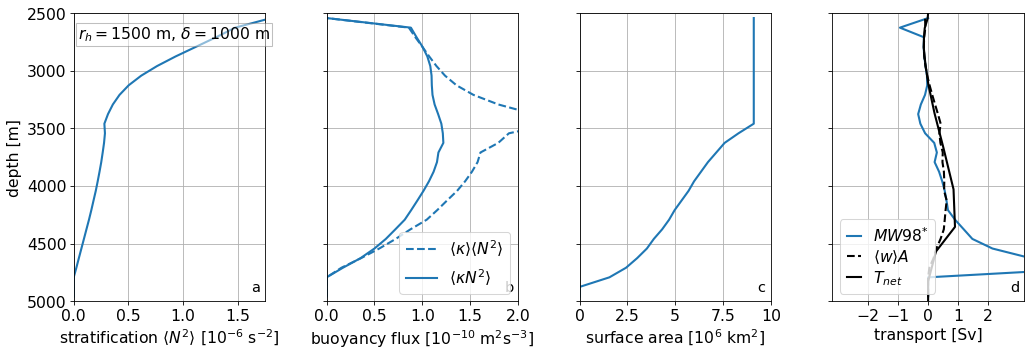 2500
3000
3500
4000
4500
5000
depth [m]
r_h = 1500 m, δ = 1000 m
a
0.0 0.5 1.0 1.5
stratification ⟨N²⟩ [10⁻⁶ s⁻²]
⟨κ⟩⟨N²⟩
⟨κN²⟩
b
0.0 0.5 1.0 1.5 2.0
buoyancy flux [10⁻¹⁰ m²s⁻³]
c
0 2.5 5 7.5 10
surface area [10⁶ km²]
MW98*
⟨w⟩A
T_net
d
−2 −1 0 1 2
transport [Sv]